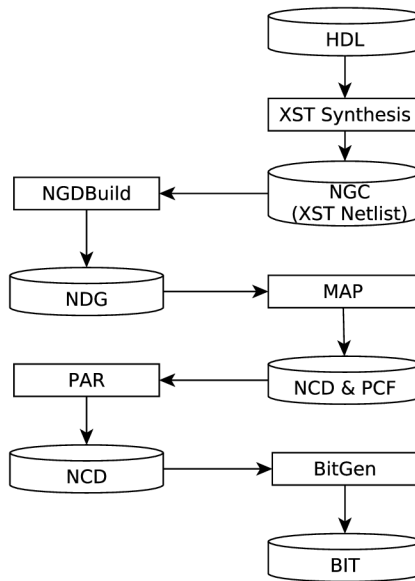 HDL
XST Synthesis
NGC
(XST Netlist)
NGDBuild
NDG
MAP
NCD & PCF
PAR
NCD
BitGen
BIT